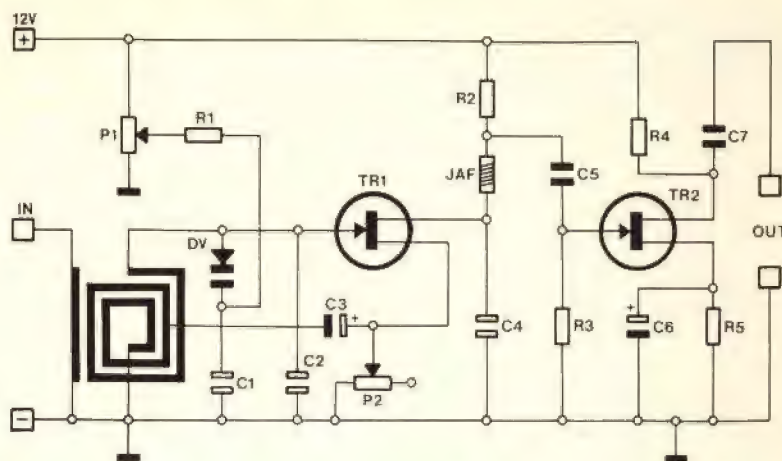 12V
+
P1
R1
R2
R4
C7
JAF
C5
TR1
TR2
IN
DV
OUT
C3
+
C4
R3
+
C6
R5
C1
C2
P2
-